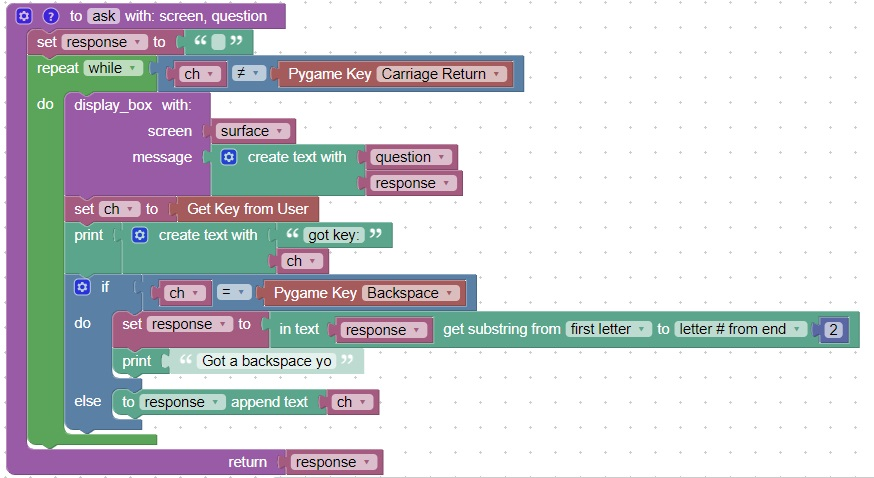 ? to ask with: screen, question
set response to “ ”
repeat while ch ≠ Pygame Key Carriage Return
do display_box with:
screen surface
message create text with question
response
set ch to Get Key from User
print create text with “ got key: ”
ch
if ch = Pygame Key Backspace
do set response to in text response get substring from first letter to letter # from end 2
print “ Got a backspace yo ”
else to response append text ch
return response